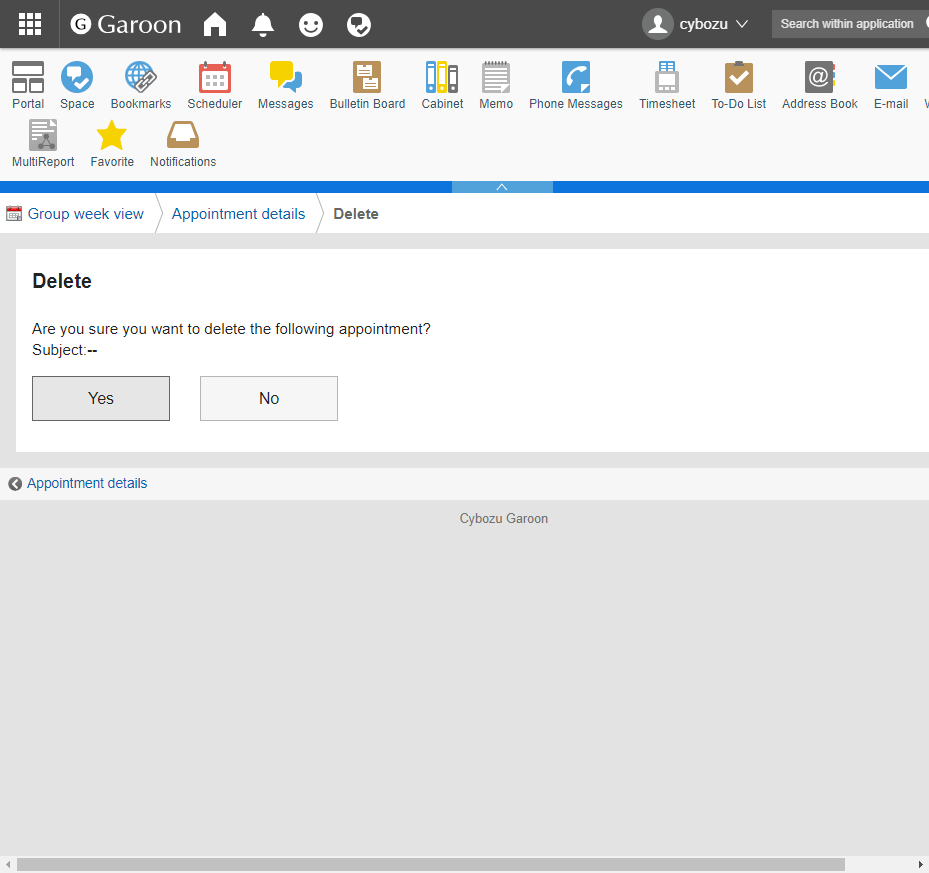 G Garoon
cybozu
Search within application
Portal Space Bookmarks Scheduler Messages Bulletin Board Cabinet Memo Phone Messages Timesheet To-Do List Address Book E-mail
MultiReport Favorite Notifications
Group week view Appointment details Delete
Delete
Are you sure you want to delete the following appointment?
Subject:--
Yes No
Appointment details
Cybozu Garoon